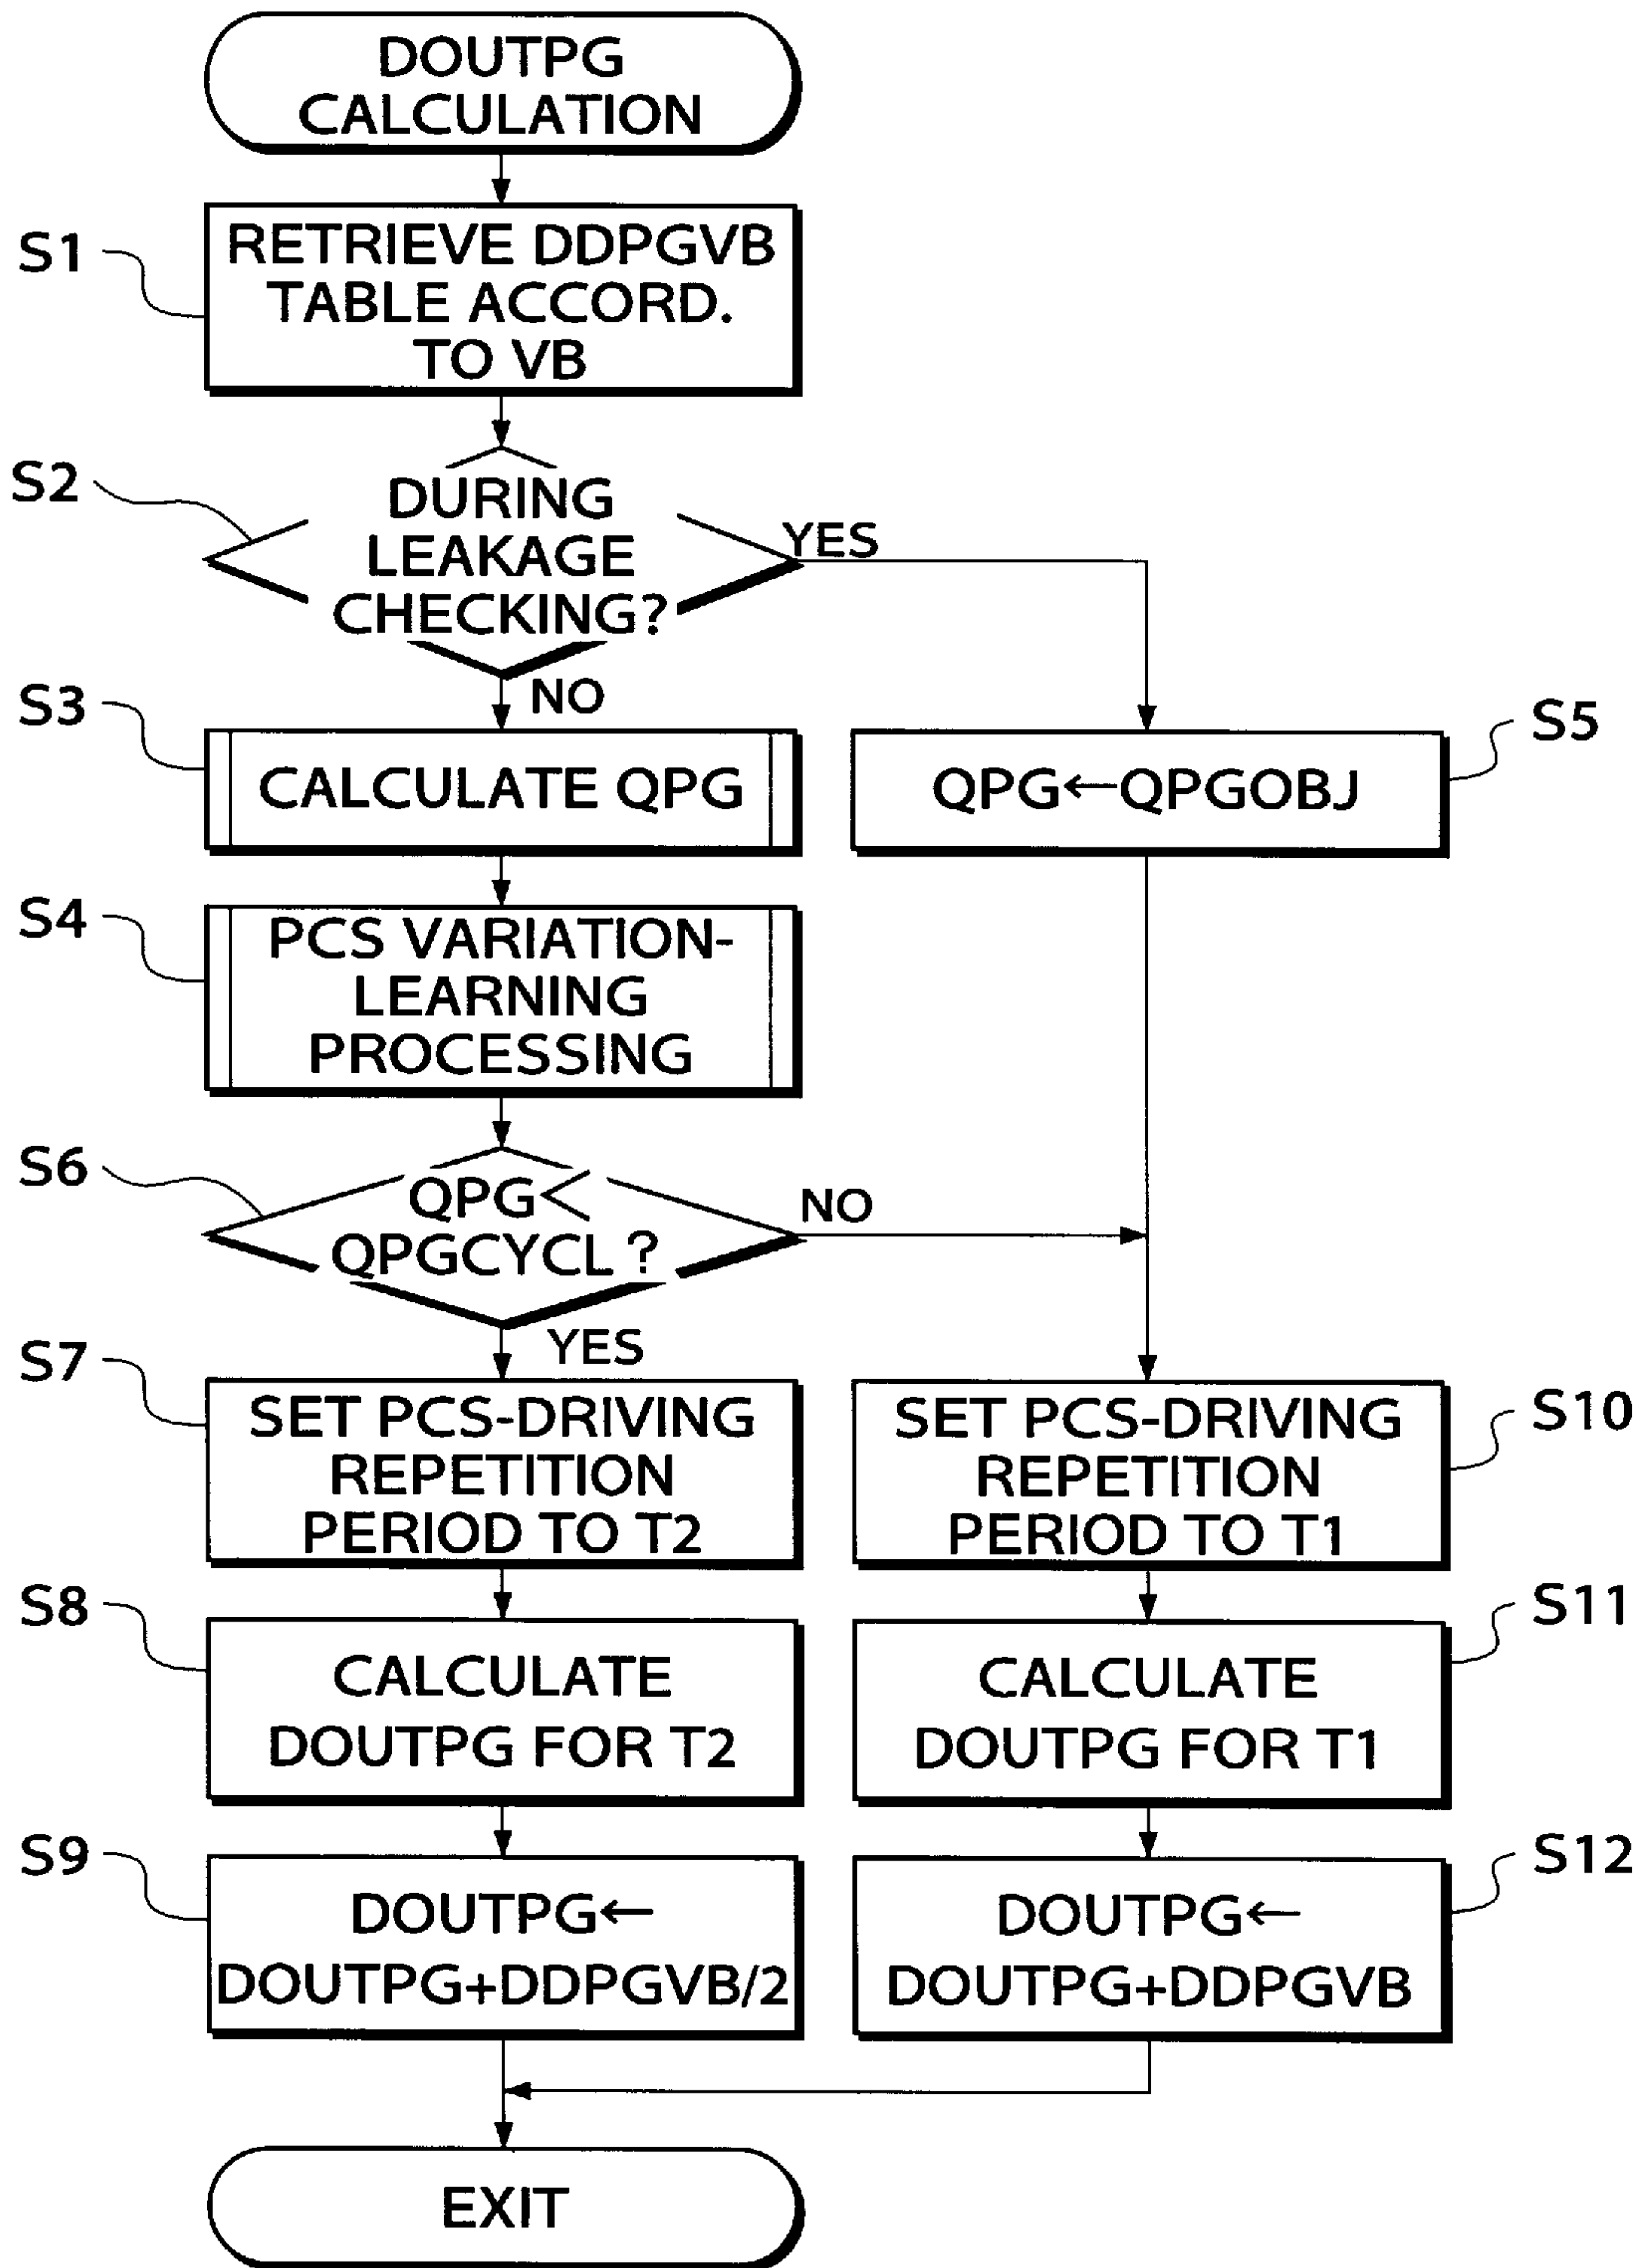 DOUTPG
CALCULATION
S1
RETRIEVE DDPGVB
TABLE ACCORD.
TO VB
S2
DURING
LEAKAGE
CHECKING?
YES
NO
S3
CALCULATE QPG
QPG←QPGOBJ
S5
S4
PCS VARIATION-
LEARNING
PROCESSING
S6
QPG<
QPGCYCL?
NO
YES
S7
SET PCS-DRIVING
REPETITION
PERIOD TO T2
SET PCS-DRIVING
REPETITION
PERIOD TO T1
S10
S8
CALCULATE
DOUTPG FOR T2
CALCULATE
DOUTPG FOR T1
S11
S9
DOUTPG←
DOUTPG+DDPGVB/2
DOUTPG←
DOUTPG+DDPGVB
S12
EXIT